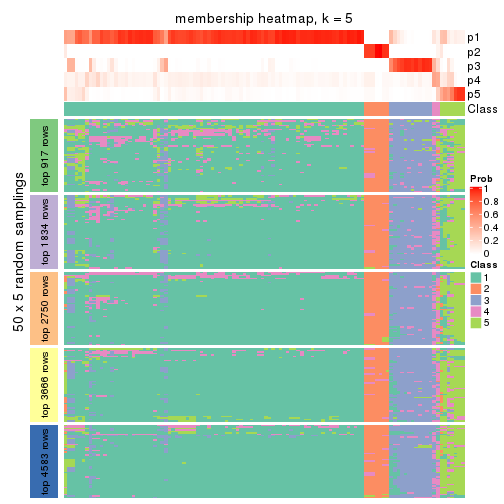 membership heatmap, k = 5
p1
p2
p3
p4
p5
Class
50 x 5 random samplings
top 917 rows
top 1834 rows
top 2750 rows
top 3666 rows
top 4583 rows
Prob
1
0.8
0.6
0.4
0.2
0
Class
1
2
3
4
5